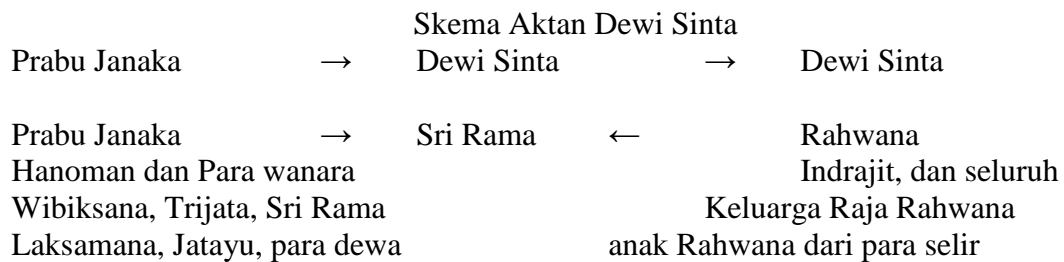 Skema Aktan Dewi Sinta
Prabu Janaka → Dewi Sinta → Dewi Sinta
Prabu Janaka → Sri Rama ← Rahwana
Hanoman dan Para wanara Indrajit, dan seluruh
Wibiksana, Trijata, Sri Rama Keluarga Raja Rahwana
Laksamana, Jatayu, para dewa anak Rahwana dari para selir